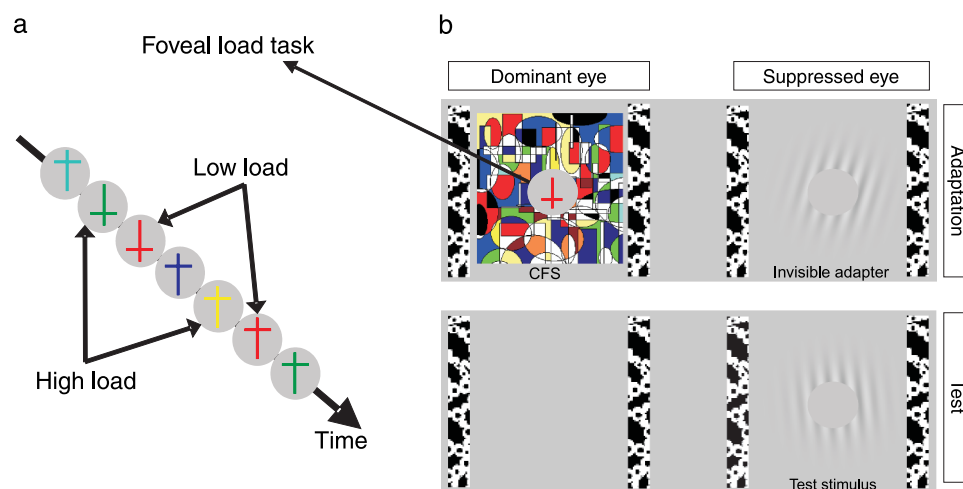 a
Foveal load task
Low load
High load
Time
b
Dominant eye
Suppressed eye
CFS
Invisible adapter
Adaptation
Test stimulus
Test